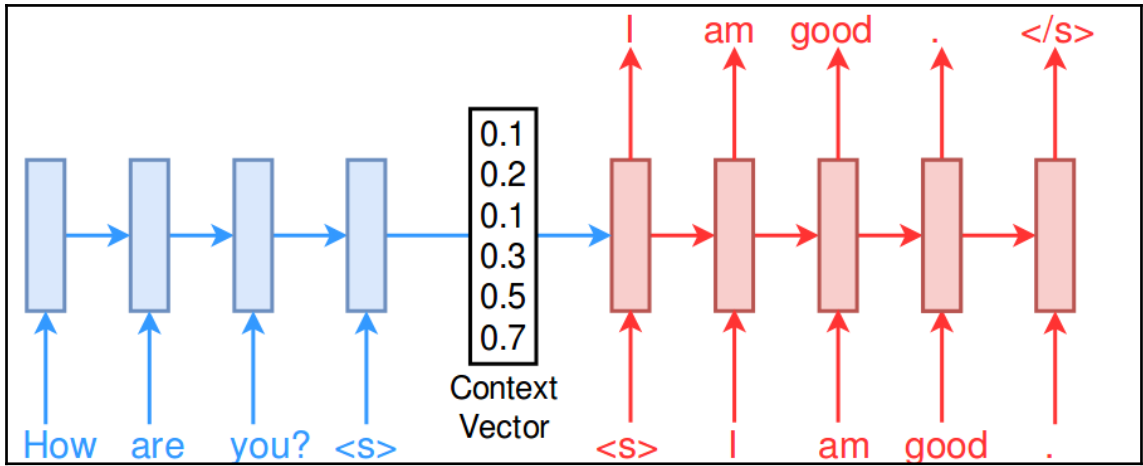 I am good . </s>
0.1
0.2
0.1
0.3
0.5
0.7
Context
Vector
How are you? <s>
<s> I am good .